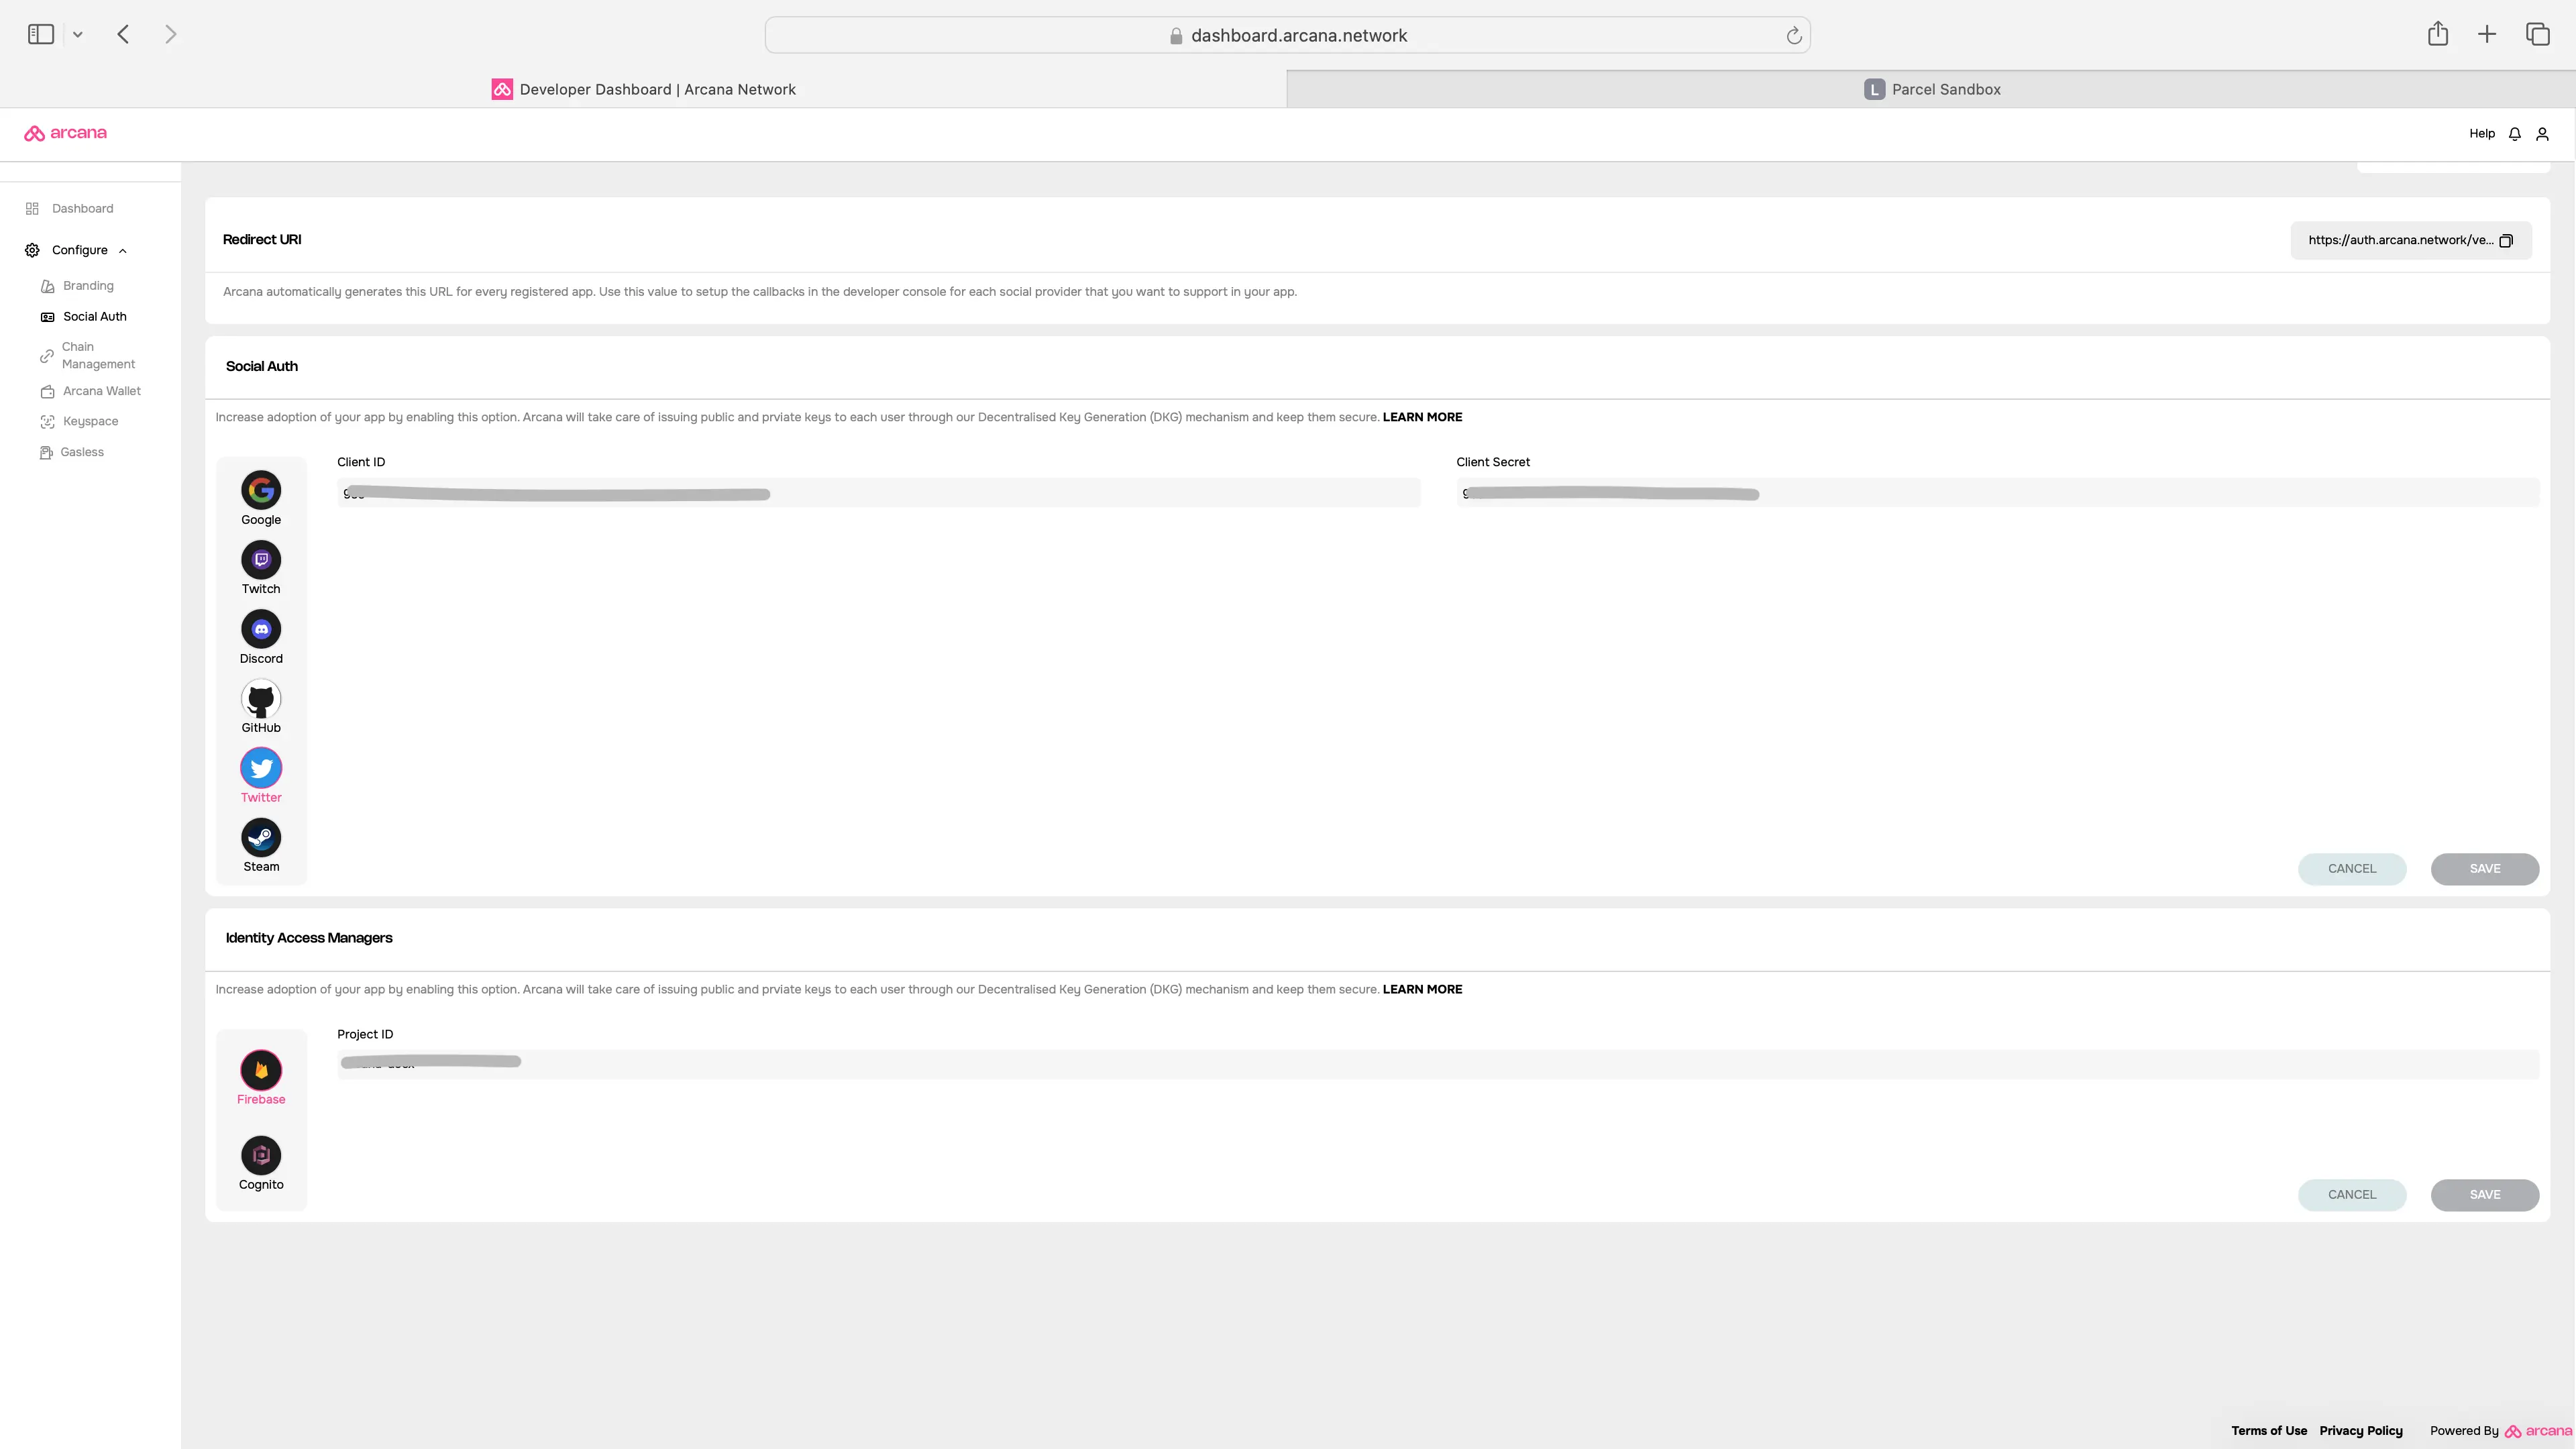 dashboard.arcana.network
Developer Dashboard | Arcana Network
L Parcel Sandbox
arcana
Help
Dashboard
Configure
Branding
Social Auth
Chain
Management
Arcana Wallet
Keyspace
Gasless
Redirect URI
https://auth.arcana.network/ve...
Arcana automatically generates this URL for every registered app. Use this value to setup the callbacks in the developer console for each social provider that you want to support in your app.
Social Auth
Increase adoption of your app by enabling this option. Arcana will take care of issuing public and prviate keys to each user through our Decentralised Key Generation (DKG) mechanism and keep them secure. LEARN MORE
Client ID
Client Secret
Google
Twitch
Discord
GitHub
Twitter
Steam
CANCEL
SAVE
Identity Access Managers
Increase adoption of your app by enabling this option. Arcana will take care of issuing public and prviate keys to each user through our Decentralised Key Generation (DKG) mechanism and keep them secure. LEARN MORE
Project ID
Firebase
Cognito
CANCEL
SAVE
Terms of Use
Privacy Policy
Powered By arcana